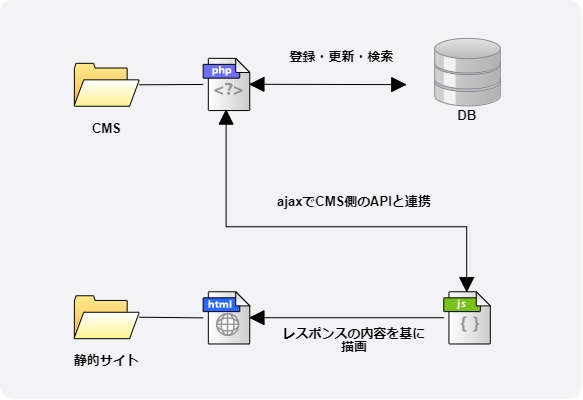 登録・更新・検索
php
<?>
CMS
DB
ajaxでCMS側のAPIと連携
html
js
{ }
静的サイト
レスポンスの内容を基に
描画